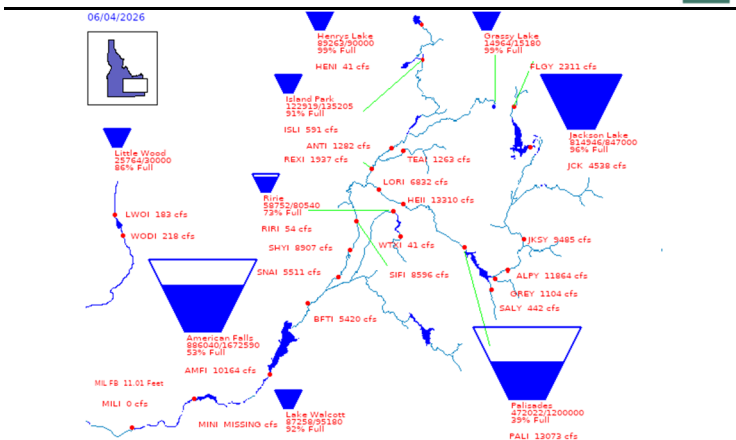 06/04/2026
Henrys Lake
89263/90000
99% Full
HENI 41 cfs
Grassy Lake
14964/15180
99% Full
FLGY 2311 cfs
Island Park
122919/135205
91% Full
ISLI 591 cfs
Jackson Lake
814946/847000
96% Full
JCK 4538 cfs
ANTI 1282 cfs
REXI 1937 cfs
TEAI 1263 cfs
Little Wood
25764/30000
86% Full
LORI 6832 cfs
Ririe
58752/80540
73% Full
HEII 13310 cfs
LWOI 183 cfs
RIRI 54 cfs
WODI 218 cfs
SHYI 8907 cfs
WTCI 41 cfs
JKSY 9485 cfs
SNAI 5511 cfs
SIFI 8596 cfs
ALPY 11864 cfs
GREY 1104 cfs
SALY 442 cfs
BFTI 5420 cfs
American Falls
886040/1672590
53% Full
AMFI 10164 cfs
MIL FB 11.01 Feet
MILI 0 cfs
MINI MISSING cfs
Lake Walcott
87258/95180
92% Full
Palisades
472022/1200000
39% Full
PALI 13073 cfs